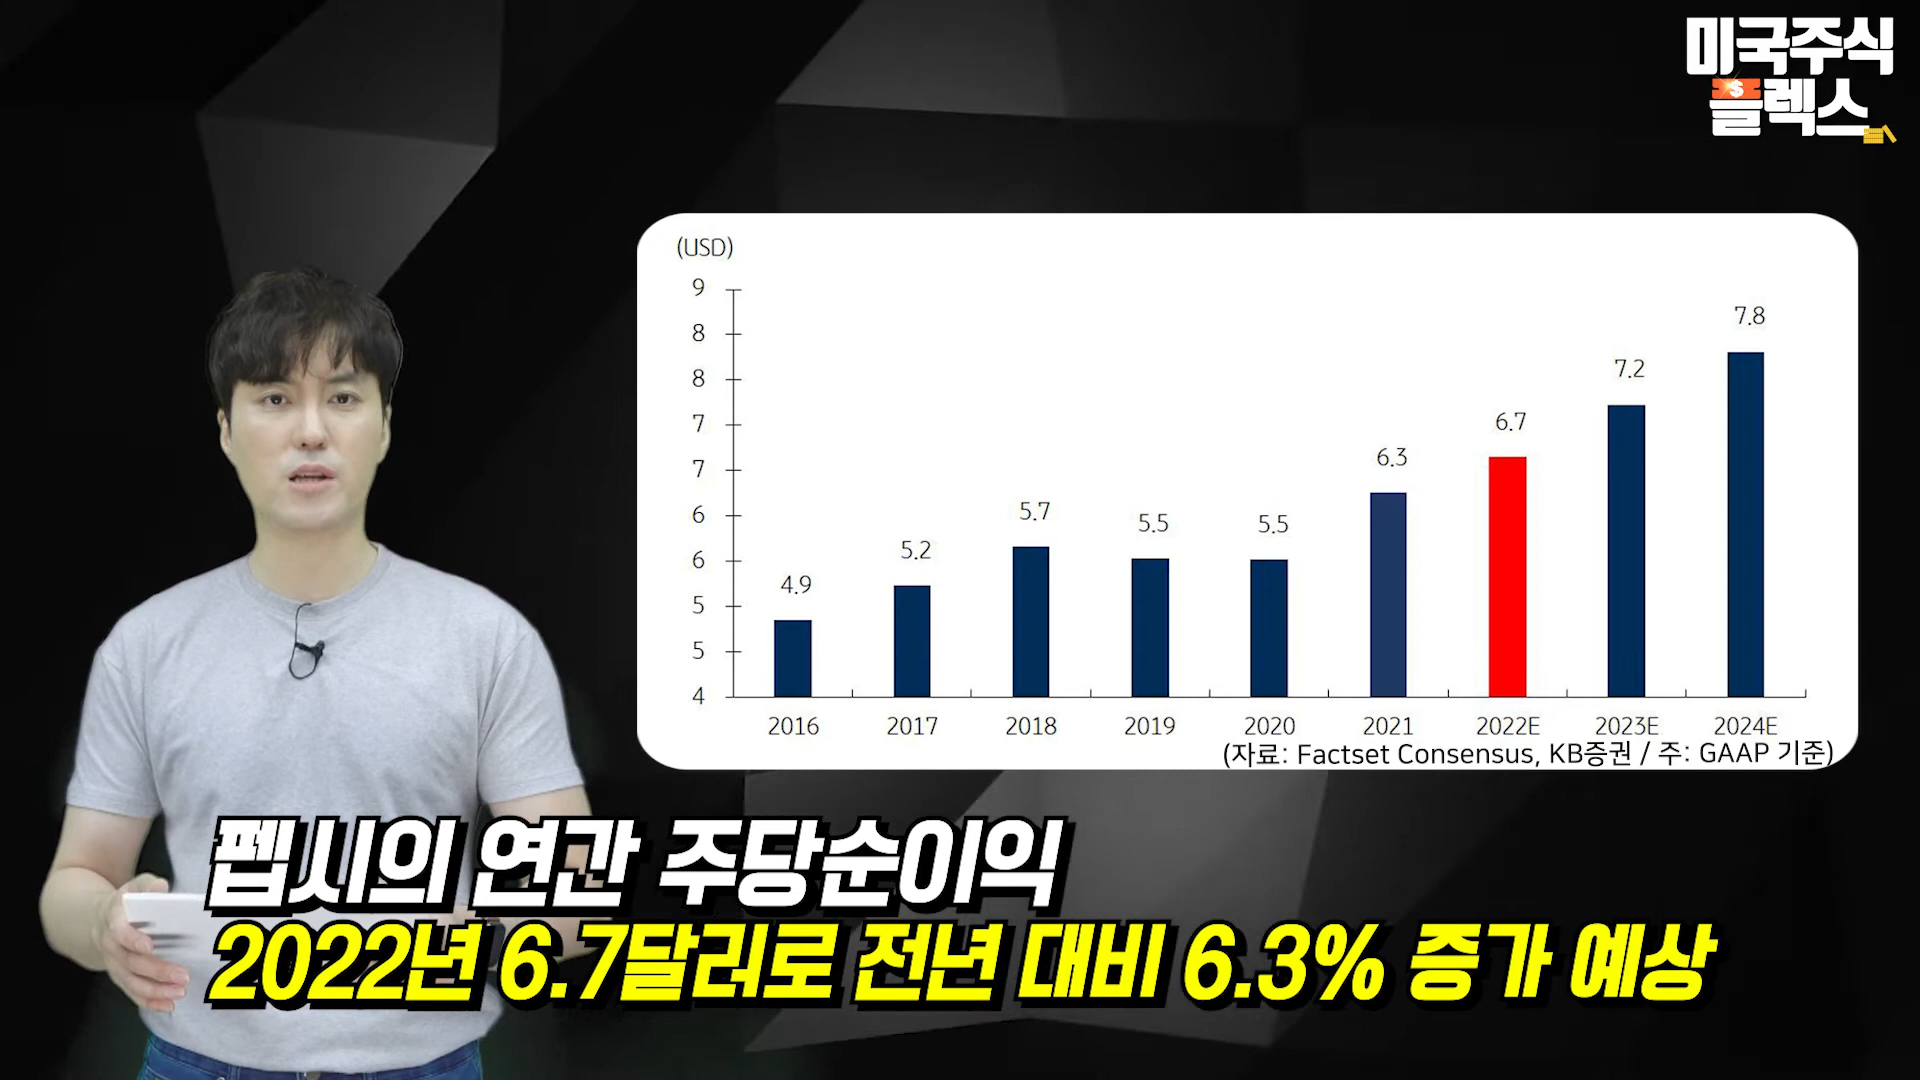 미국주식
플렉스
(USD)
9
8
8
7
7
6
6
5
5
4
4.9
5.2
5.7
5.5
5.5
6.3
6.7
7.2
7.8
2016 2017 2018 2019 2020 2021 2022E 2023E 2024E
(자료: Factset Consensus, KB증권 / 주: GAAP 기준)
펩시의 연간 주당순이익
2022년 6.7달러로 전년 대비 6.3% 증가 예상